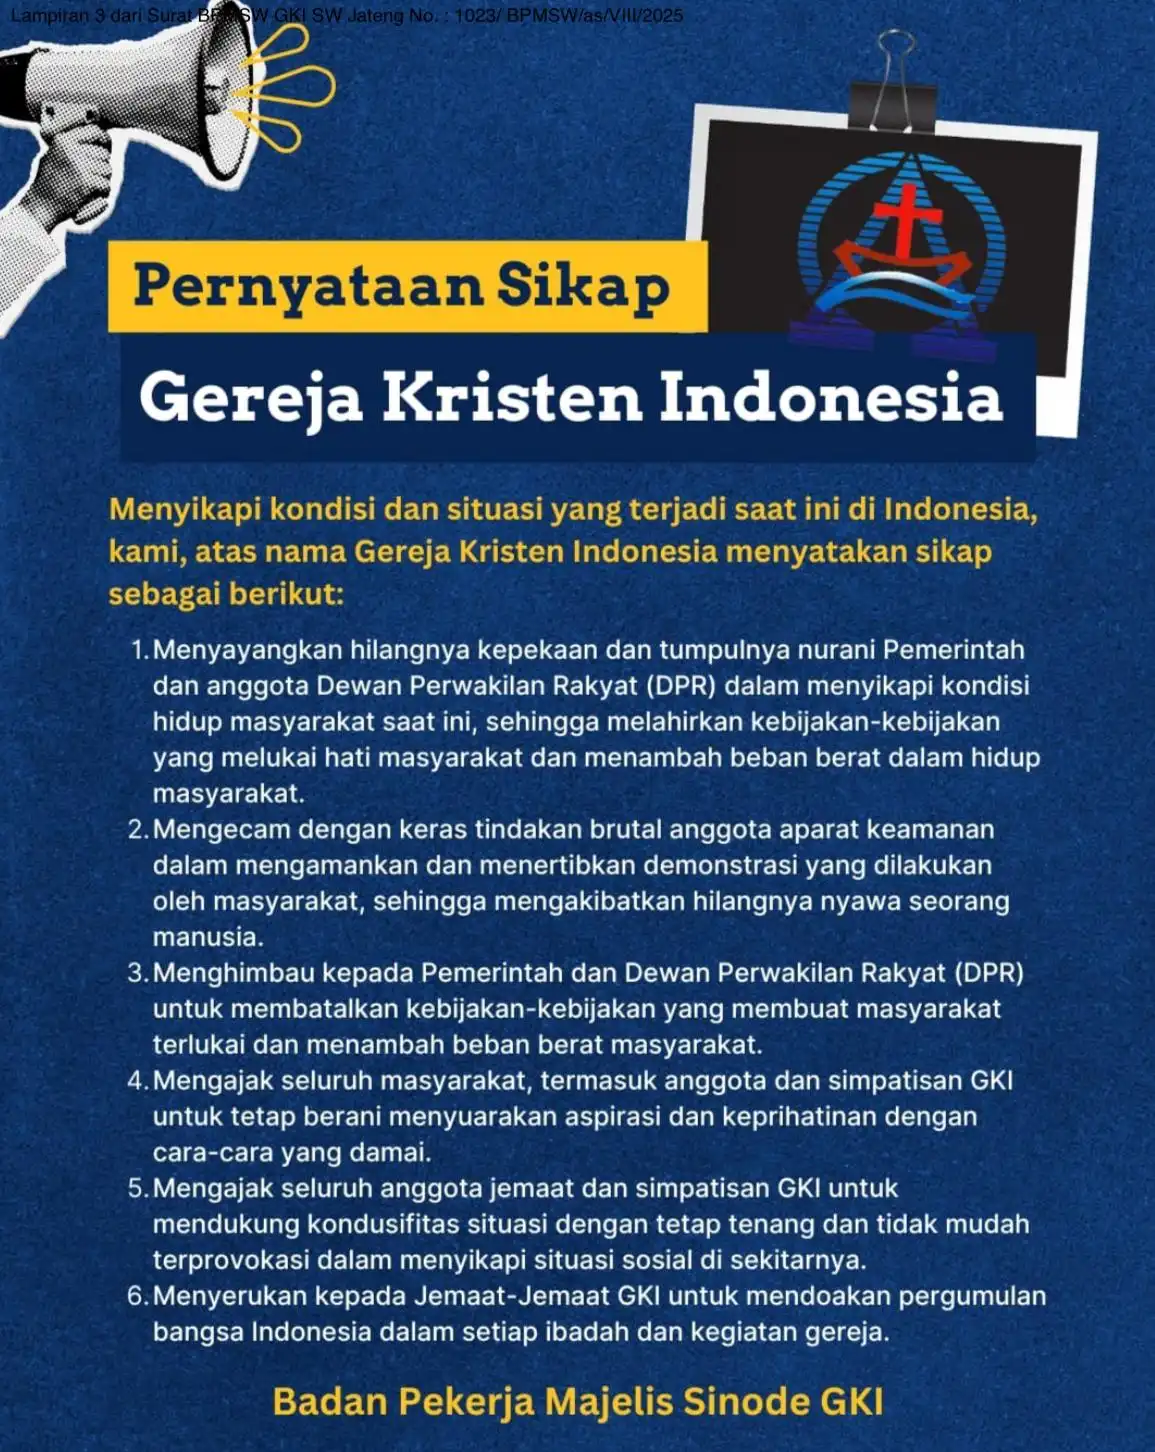 Lampiran 3 dari Surat BPMSW GKI SW Jateng No. : 1023/ BPMSW/as/VIII/2025
Pernyataan Sikap
Gereja Kristen Indonesia
Menyikapi kondisi dan situasi yang terjadi saat ini di Indonesia,
kami, atas nama Gereja Kristen Indonesia menyatakan sikap
sebagai berikut:
1. Menyayangkan hilangnya kepekaan dan tumpulnya nurani Pemerintah
dan anggota Dewan Perwakilan Rakyat (DPR) dalam menyikapi kondisi
hidup masyarakat saat ini, sehingga melahirkan kebijakan-kebijakan
yang melukai hati masyarakat dan menambah beban berat dalam hidup
masyarakat.
2. Mengecam dengan keras tindakan brutal anggota aparat keamanan
dalam mengamankan dan menertibkan demonstrasi yang dilakukan
oleh masyarakat, sehingga mengakibatkan hilangnya nyawa seorang
manusia.
3. Menghimbau kepada Pemerintah dan Dewan Perwakilan Rakyat (DPR)
untuk membatalkan kebijakan-kebijakan yang membuat masyarakat
terlukai dan menambah beban berat masyarakat.
4. Mengajak seluruh masyarakat, termasuk anggota dan simpatisan GKI
untuk tetap berani menyuarakan aspirasi dan keprihatinan dengan
cara-cara yang damai.
5. Mengajak seluruh anggota jemaat dan simpatisan GKI untuk
mendukung kondusifitas situasi dengan tetap tenang dan tidak mudah
terprovokasi dalam menyikapi situasi sosial di sekitarnya.
6. Menyerukan kepada Jemaat-Jemaat GKI untuk mendoakan pergumulan
bangsa Indonesia dalam setiap ibadah dan kegiatan gereja.
Badan Pekerja Majelis Sinode GKI